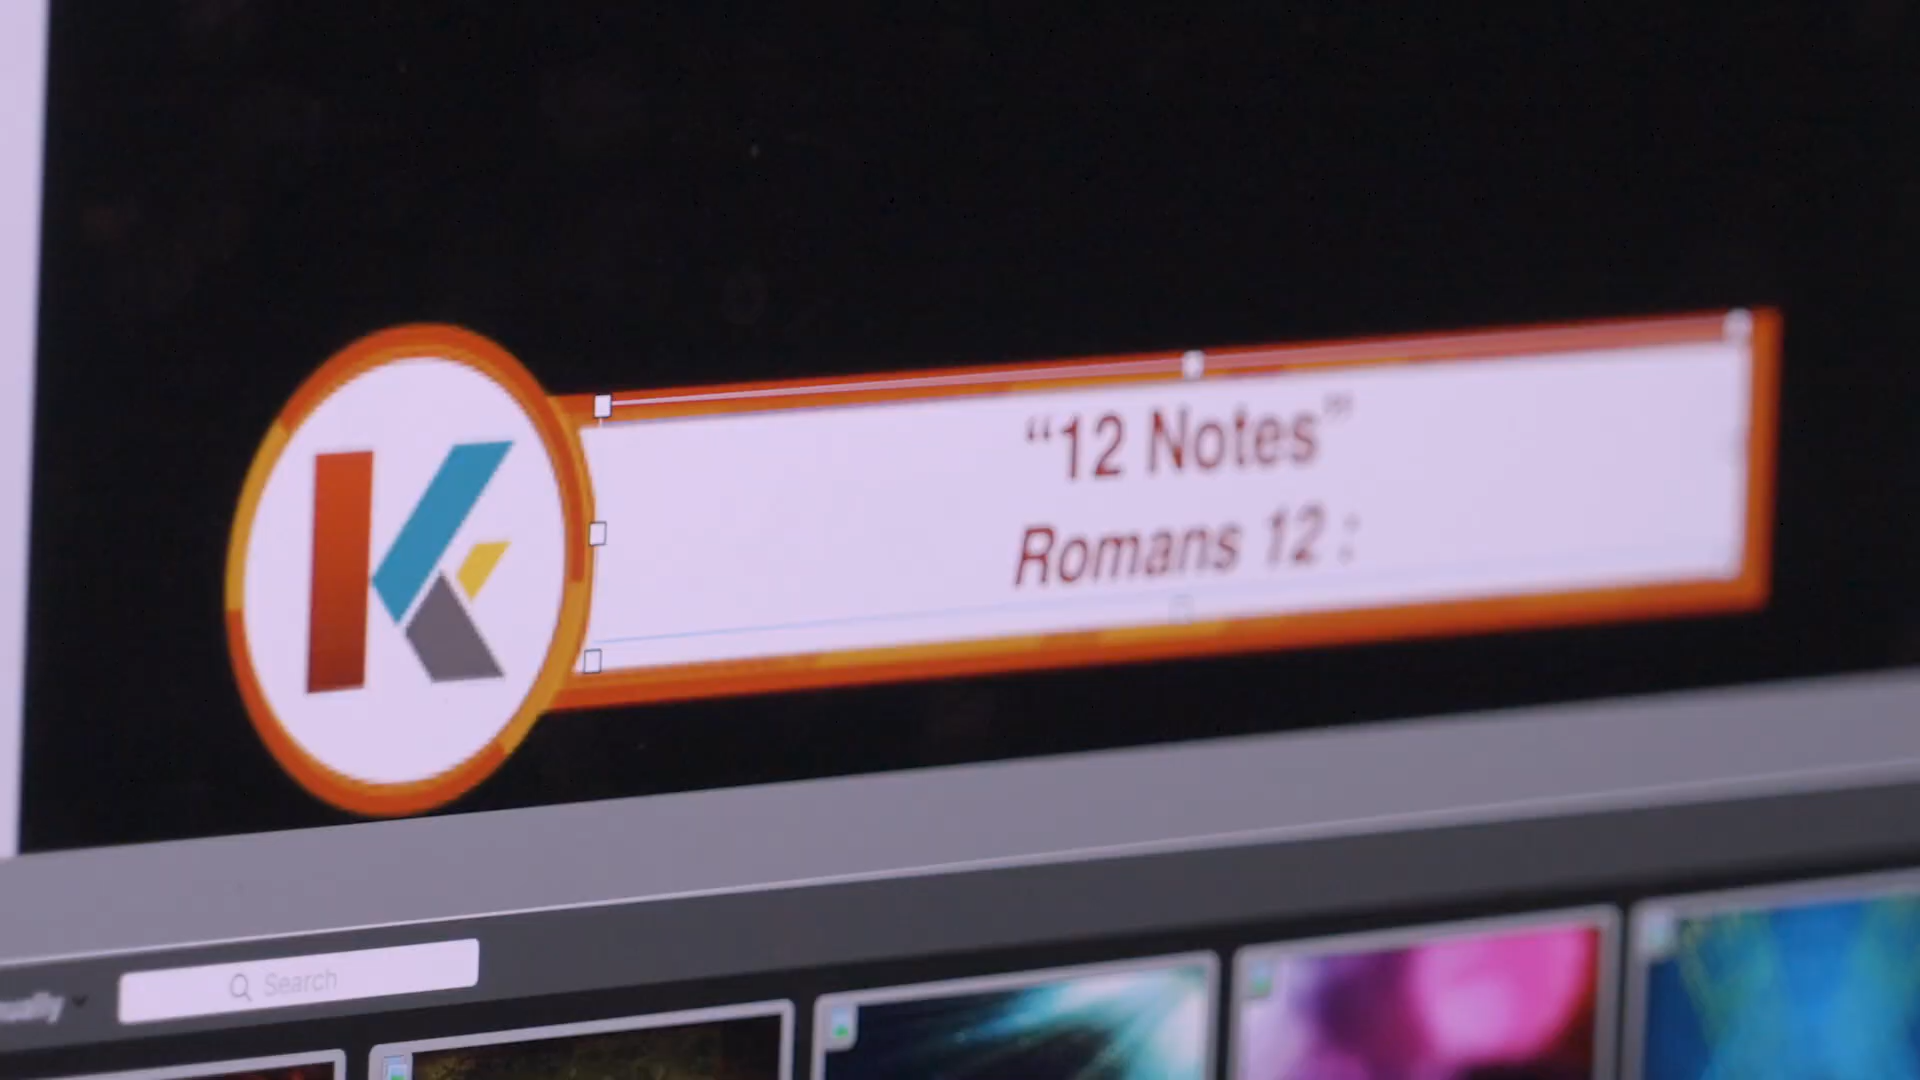 K
“12 Notes”
Romans 12 :
Search